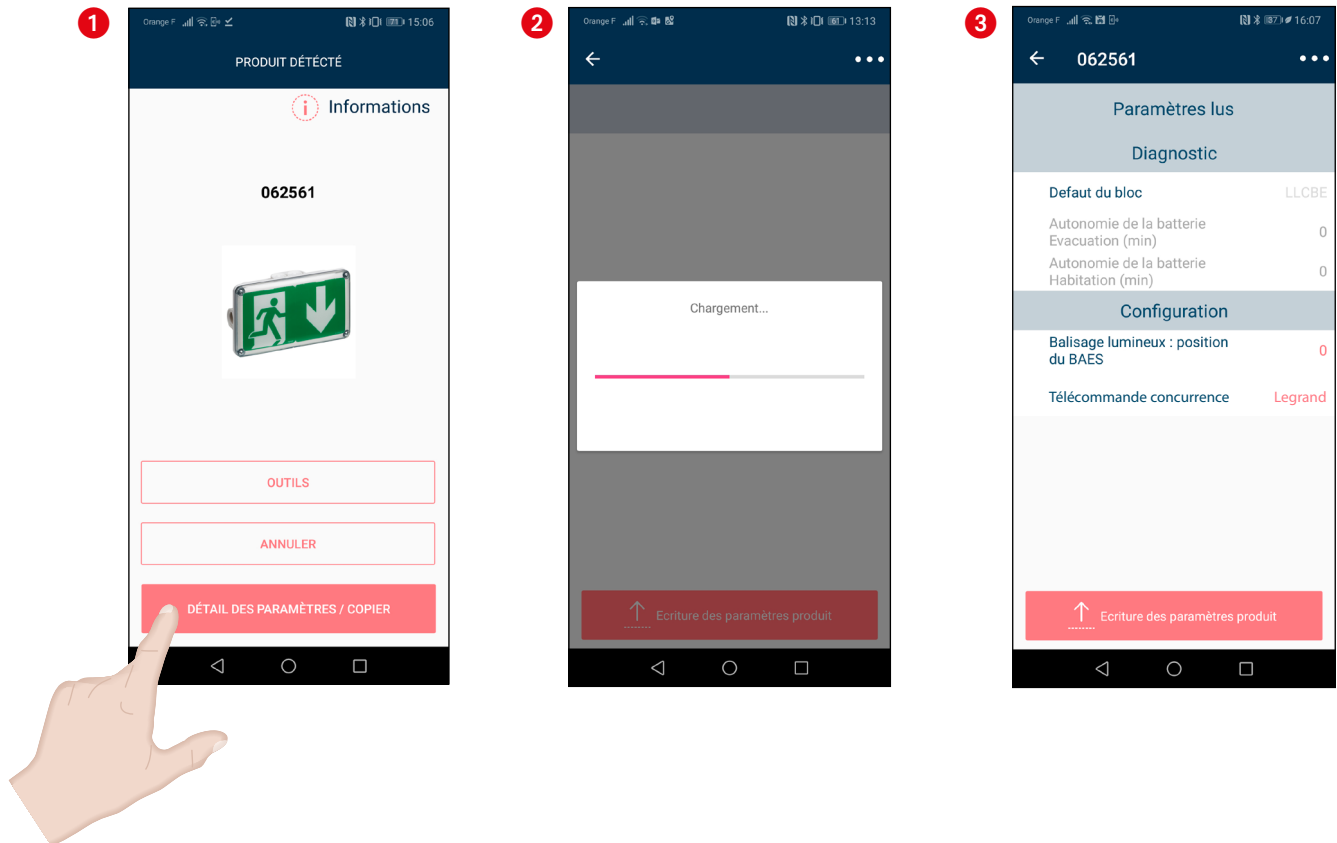 1
Orange F 71 15:06
PRODUIT DÉTÉCTÉ
i Informations
062561
OUTILS
ANNULER
DÉTAIL DES PARAMÈTRES / COPIER
2
Orange F 61 13:13
Chargement...
Ecriture des paramètres produit
3
Orange F 87 16:07
062561
Paramètres lus
Diagnostic
Defaut du bloc LLCBE
Autonomie de la batterie
Evacuation (min) 0
Autonomie de la batterie
Habitation (min) 0
Configuration
Balisage lumineux : position
du BAES 0
Télécommande concurrence Legrand
Ecriture des paramètres produit